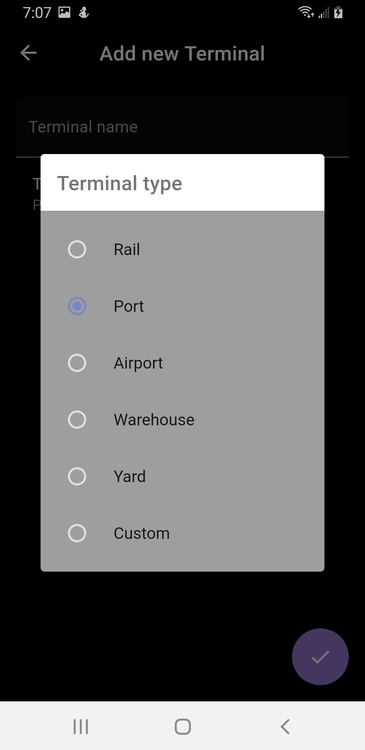 7:07
Add new Terminal
Terminal name
T
P
Terminal type
Rail
Port
Airport
Warehouse
Yard
Custom